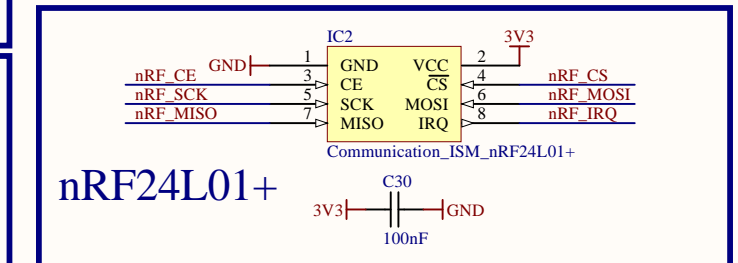 IC2
3V3
GND 1 GND VCC 2
nRF_CE 3 CE CS 4 nRF_CS
nRF_SCK 5 SCK MOSI 6 nRF_MOSI
nRF_MISO 7 MISO IRQ 8 nRF_IRQ
Communication_ISM_nRF24L01+
nRF24L01+
C30
3V3 GND
100nF